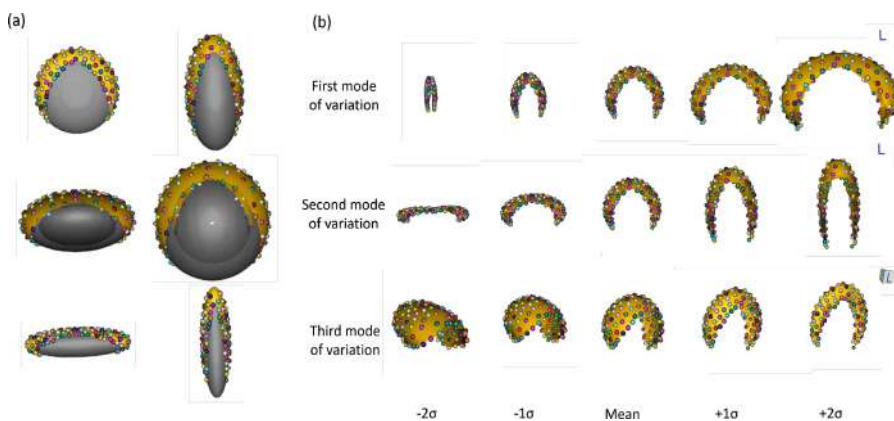 (a)
(b)
L
First mode
of variation
L
Second mode
of variation
L
Third mode
of variation
-2σ
-1σ
Mean
+1σ
+2σ